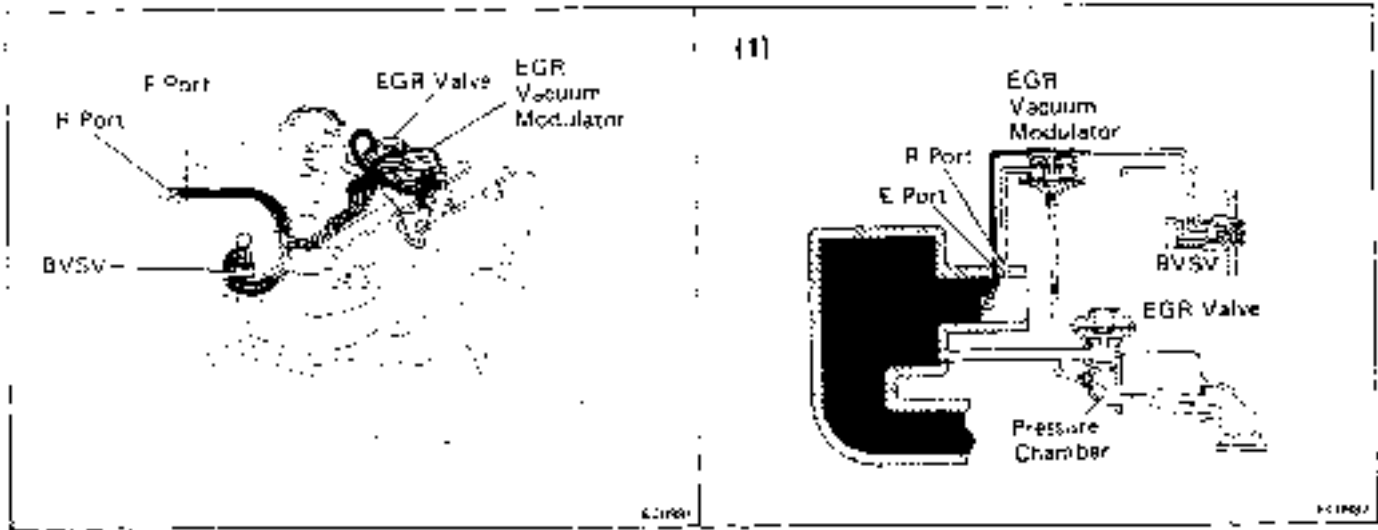 E Port
R Port
EGR Valve
EGR
Vacuum
Modulator
BVSV
(1)
EGR
Vacuum
Modulator
R Port
E Port
BVSV
EGR Valve
Pressure
Chamber